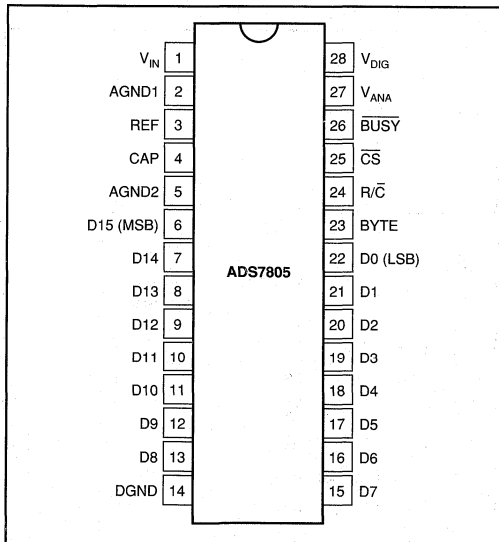 V_IN 1 28 V_DIG
AGND1 2 27 V_ANA
REF 3 26 B̅U̅S̅Y̅
CAP 4 25 C̅S̅
AGND2 5 24 R/C̅
D15 (MSB) 6 23 BYTE
D14 7 22 D0 (LSB)
ADS7805
D13 8 21 D1
D12 9 20 D2
D11 10 19 D3
D10 11 18 D4
D9 12 17 D5
D8 13 16 D6
DGND 14 15 D7